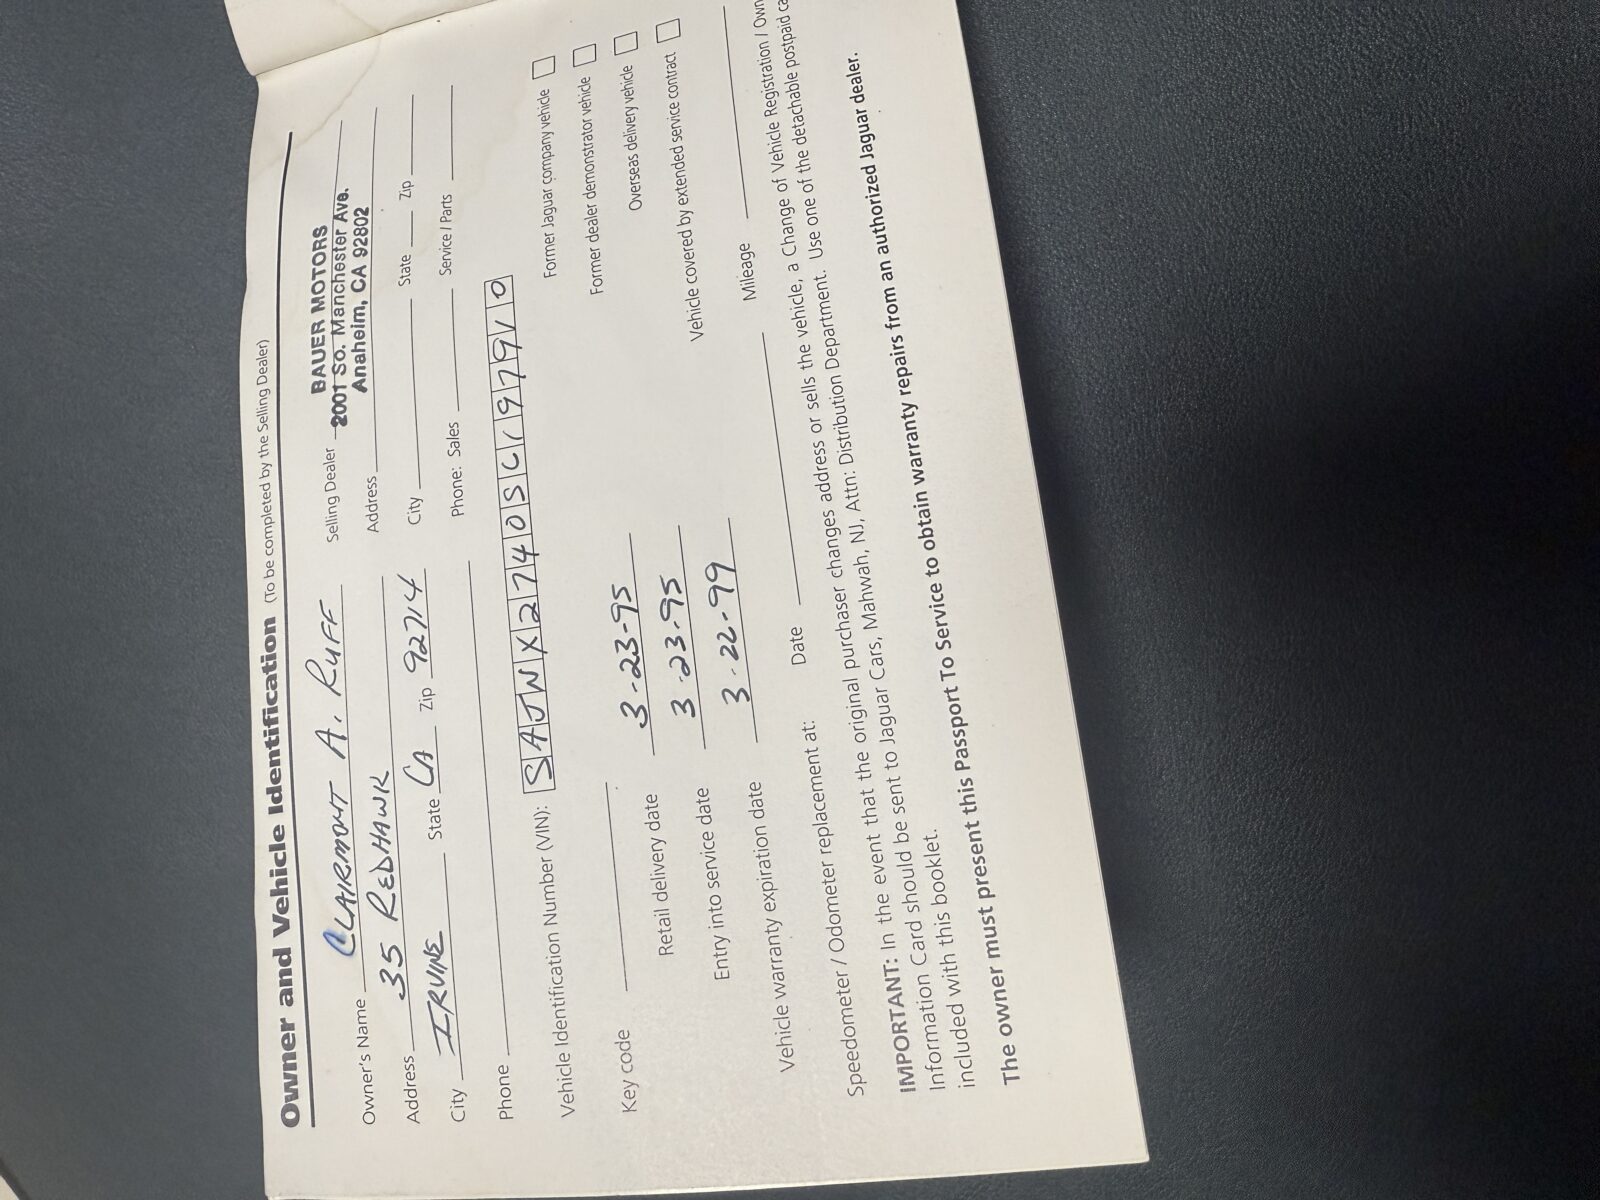 Owner and Vehicle Identification (To be completed by the Selling Dealer)
Owner's Name CLAIRMONT A. RUFF
Address 35 REDHAWK
City IRVINE State CA Zip 92714
Phone
BAUER MOTORS
Selling Dealer 2001 So. Manchester Ave.
Anaheim, CA 92802
Address
City State Zip
Phone: Sales Service / Parts
Vehicle Identification Number (VIN): SAJWX2740SC197910
Key code
Former Jaguar company vehicle
Retail delivery date 3-23-95
Former dealer demonstrator vehicle
Entry into service date 3-23-95
Overseas delivery vehicle
Vehicle warranty expiration date 3-22-99
Vehicle covered by extended service contract
Speedometer / Odometer replacement at: Date Mileage
IMPORTANT: In the event that the original purchaser changes address or sells the vehicle, a Change of Vehicle Registration / Own
Information Card should be sent to Jaguar Cars, Mahwah, NJ, Attn: Distribution Department. Use one of the detachable postpaid ca
included with this booklet.
The owner must present this Passport To Service to obtain warranty repairs from an authorized Jaguar dealer.